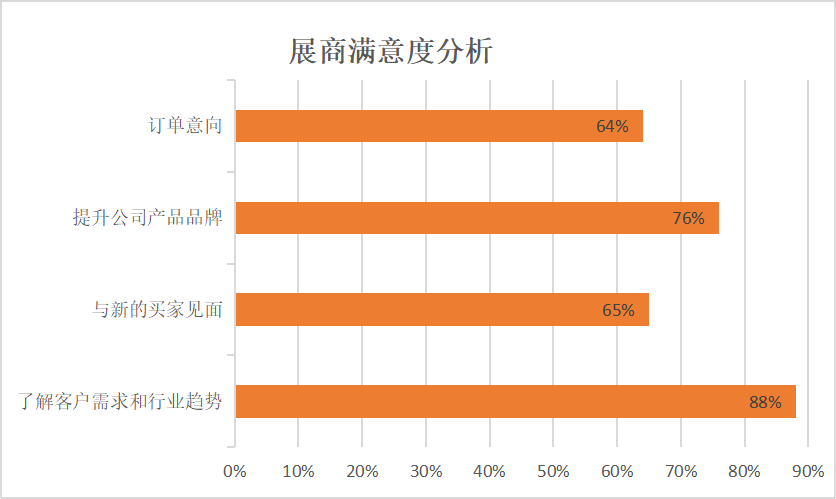 展商满意度分析
订单意向
64%
提升公司产品品牌
76%
与新的买家见面
65%
了解客户需求和行业趋势
88%
0% 10% 20% 30% 40% 50% 60% 70% 80% 90%